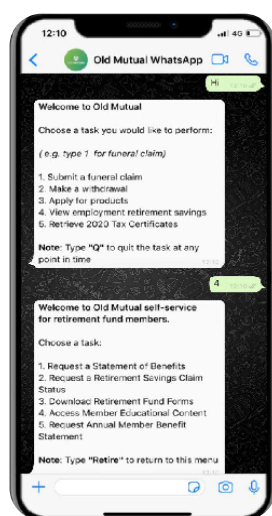 12:10
4G
Old Mutual WhatsApp
Hi
Welcome to Old Mutual
Choose a task you would like to perform:
(e.g. type 1 for funeral claim)
1. Submit a funeral claim
2. Make a withdrawal
3. Apply for products
4. View employment retirement savings
5. Retrieve 2020 Tax Certificates
Note: Type "Q" to quit the task at any
point in time
12:10
4
Welcome to Old Mutual self-service
for retirement fund members.
Choose a task:
1. Request a Statement of Benefits
2. Request a Retirement Savings Claim
Status
3. Download Retirement Fund Forms
4. Access Member Educational Content
5. Request Annual Member Benefit
Statement
Note: Type "Retire" to return to this menu